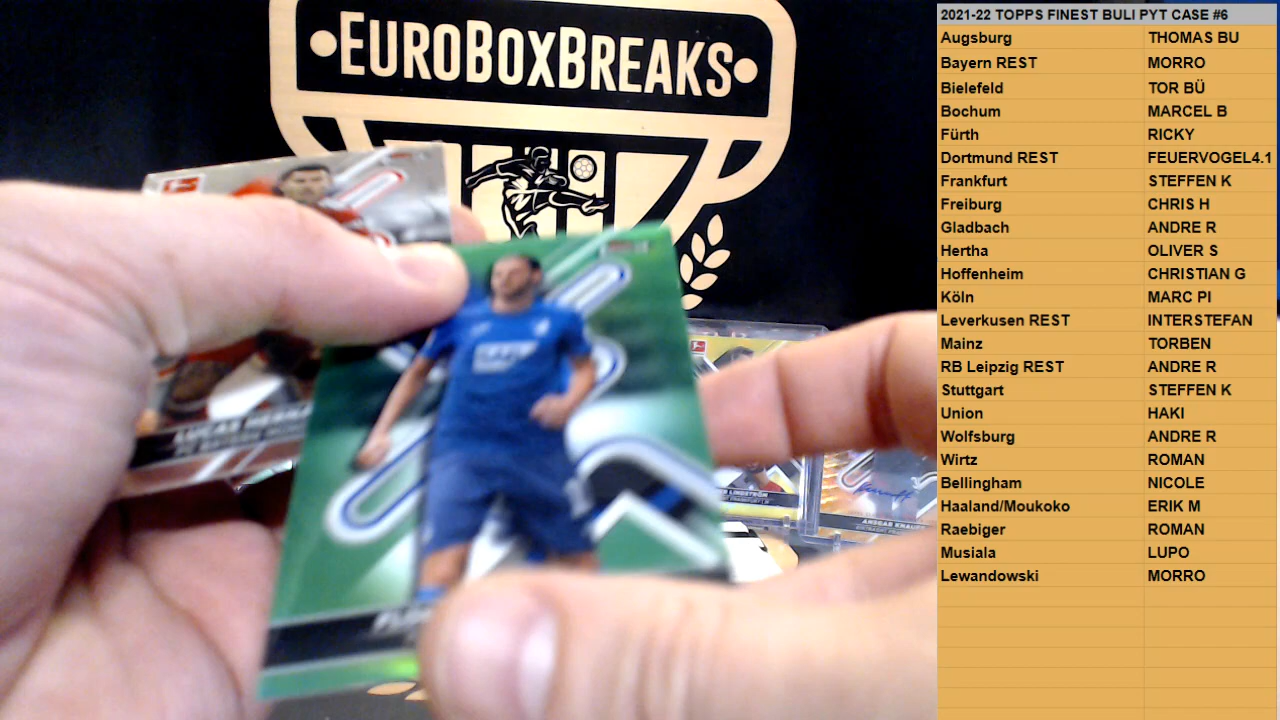 EUROBOXBREAKS
2021-22 TOPPS FINEST BULI PYT CASE #6
Augsburg THOMAS BU
Bayern REST MORRO
Bielefeld TOR BÜ
Bochum MARCEL B
Fürth RICKY
Dortmund REST FEUERVOGEL4.1
Frankfurt STEFFEN K
Freiburg CHRIS H
Gladbach ANDRE R
Hertha OLIVER S
Hoffenheim CHRISTIAN G
Köln MARC PI
Leverkusen REST INTERSTEFAN
Mainz TORBEN
RB Leipzig REST ANDRE R
Stuttgart STEFFEN K
Union HAKI
Wolfsburg ANDRE R
Wirtz ROMAN
Bellingham NICOLE
Haaland/Moukoko ERIK M
Raebiger ROMAN
Musiala LUPO
Lewandowski MORRO
LINDSTRØM
ANSGAR KNAUFF